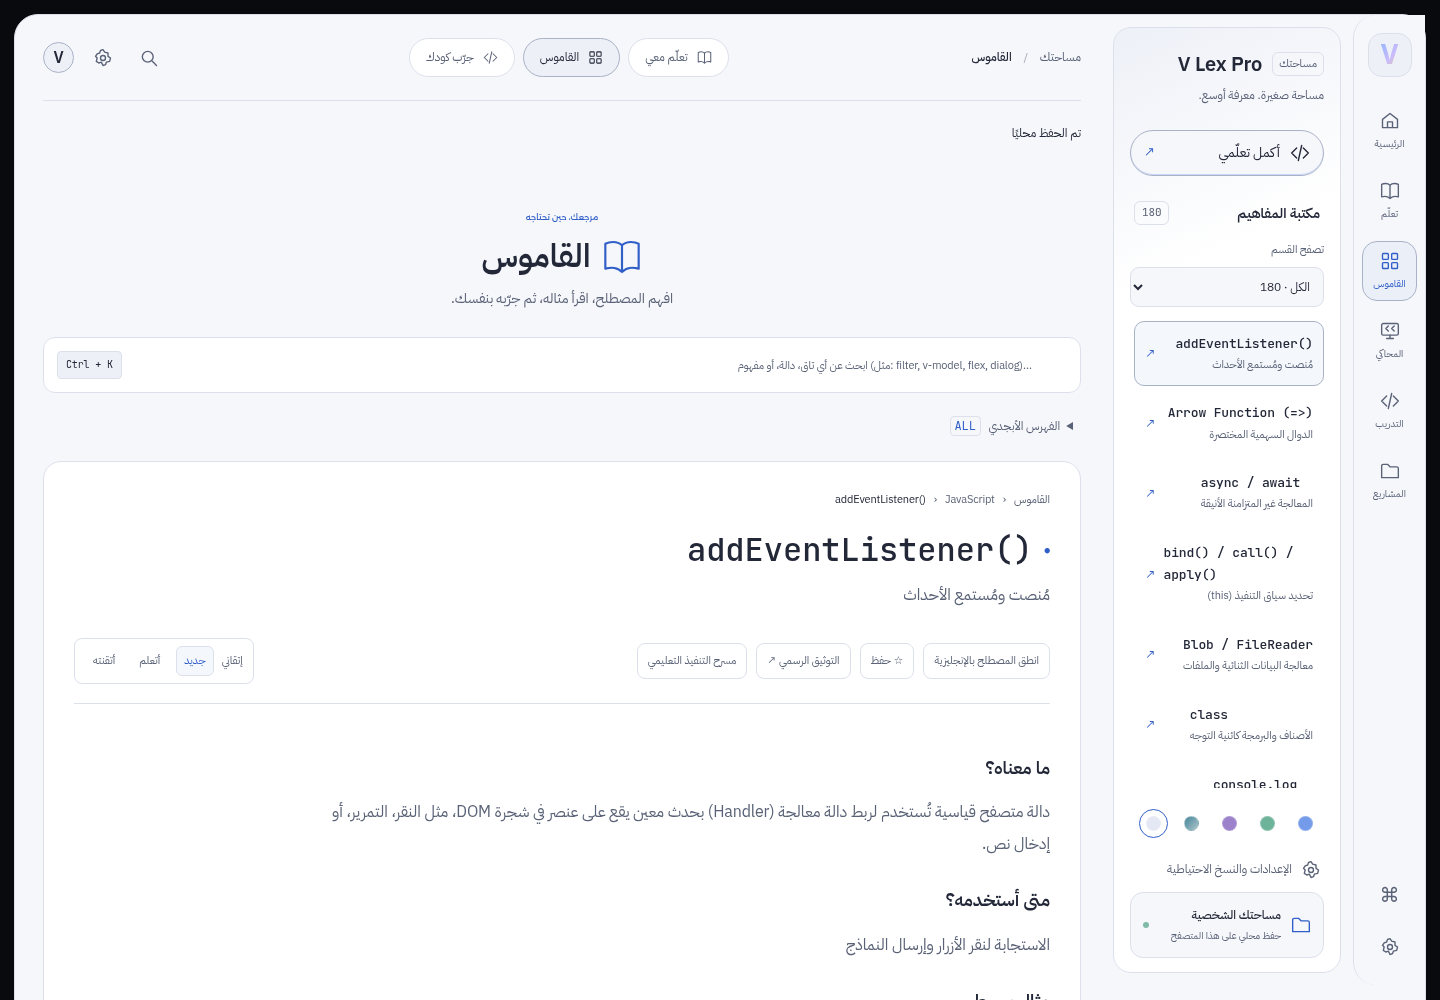 V
الرئيسية
تعلّم
القاموس
المحاكي
التدريب
المشاريع
مساحتك
V Lex Pro
مساحة صغيرة. معرفة أوسع.
أكمل تعلّمي
↗
مكتبة المفاهيم
180
تصفح القسم
الكل · 180
addEventListener()
مُنصت ومُستمع الأحداث
↗
Arrow Function (=>)
الدوال السهمية المختصرة
↗
async / await
المعالجة غير المتزامنة الأنيقة
↗
bind() / call() /
apply()
تحديد سياق التنفيذ (this)
↗
Blob / FileReader
معالجة البيانات الثنائية والملفات
↗
class
الأصناف والبرمجة كائنية التوجه
↗
console.log
الإعدادات والنسخ الاحتياطية
مساحتك الشخصية
حفظ محلي على هذا المتصفح
مساحتك / القاموس
تعلّم معي
القاموس
جرّب كودك
V
تم الحفظ محليًا
مرجعك، حين تحتاجه
القاموس
افهم المصطلح، اقرأ مثاله، ثم جرّبه بنفسك.
ابحث عن أي تاق، دالة، أو مفهوم (مثل: filter, v-model, flex, dialog)...
Ctrl + K
◀ الفهرس الأبجدي ALL
القاموس › JavaScript › addEventListener()
addEventListener()
مُنصت ومُستمع الأحداث
انطق المصطلح بالإنجليزية
☆ حفظ
التوثيق الرسمي ↗
مسرح التنفيذ التعليمي
إتقاني
جديد
أتعلم
أتقنته
ما معناه؟
دالة متصفح قياسية تُستخدم لربط دالة معالجة (Handler) بحدث معين يقع على عنصر في شجرة DOM، مثل النقر، التمرير، أو
إدخال نص.
متى أستخدمه؟
الاستجابة لنقر الأزرار وإرسال النماذج